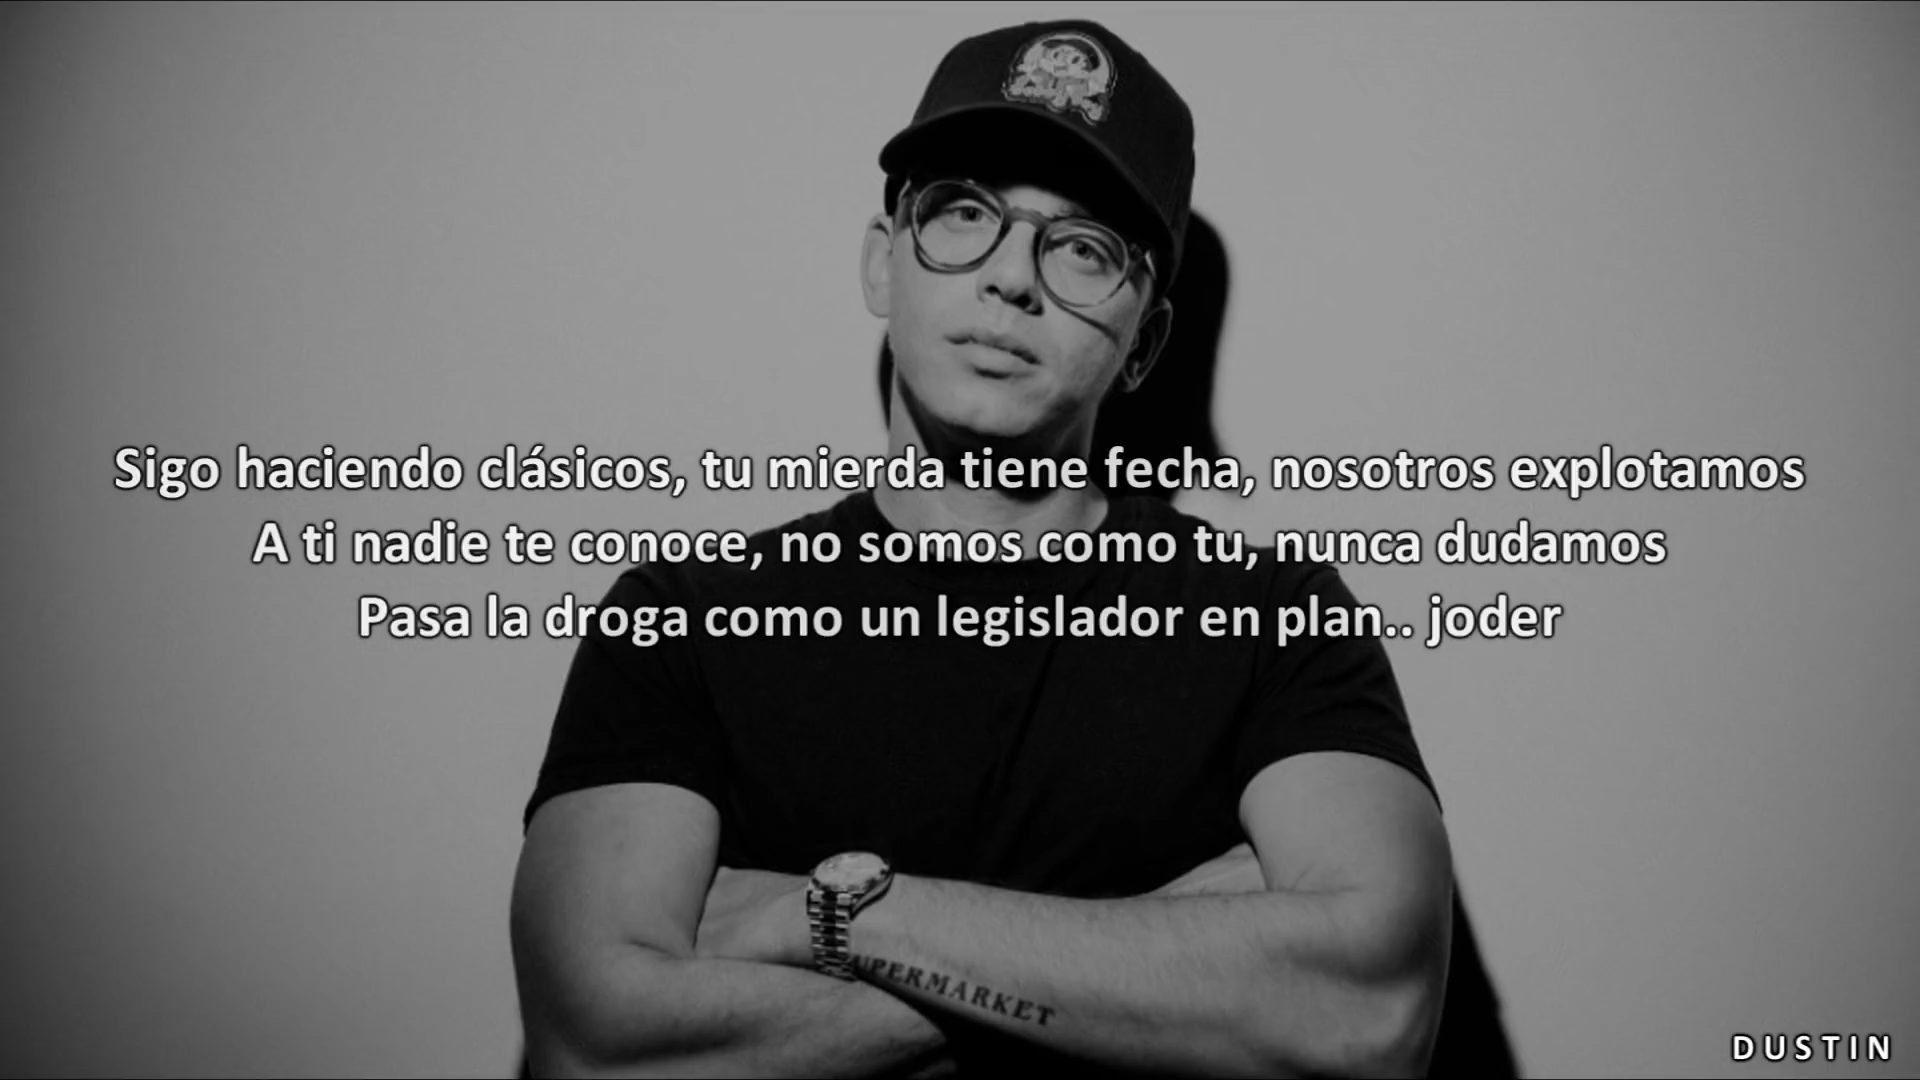 Sigo haciendo clásicos, tu mierda tiene fecha, nosotros explotamos
A ti nadie te conoce, no somos como tu, nunca dudamos
Pasa la droga como un legislador en plan.. joder
UPERMARKET
DUSTIN